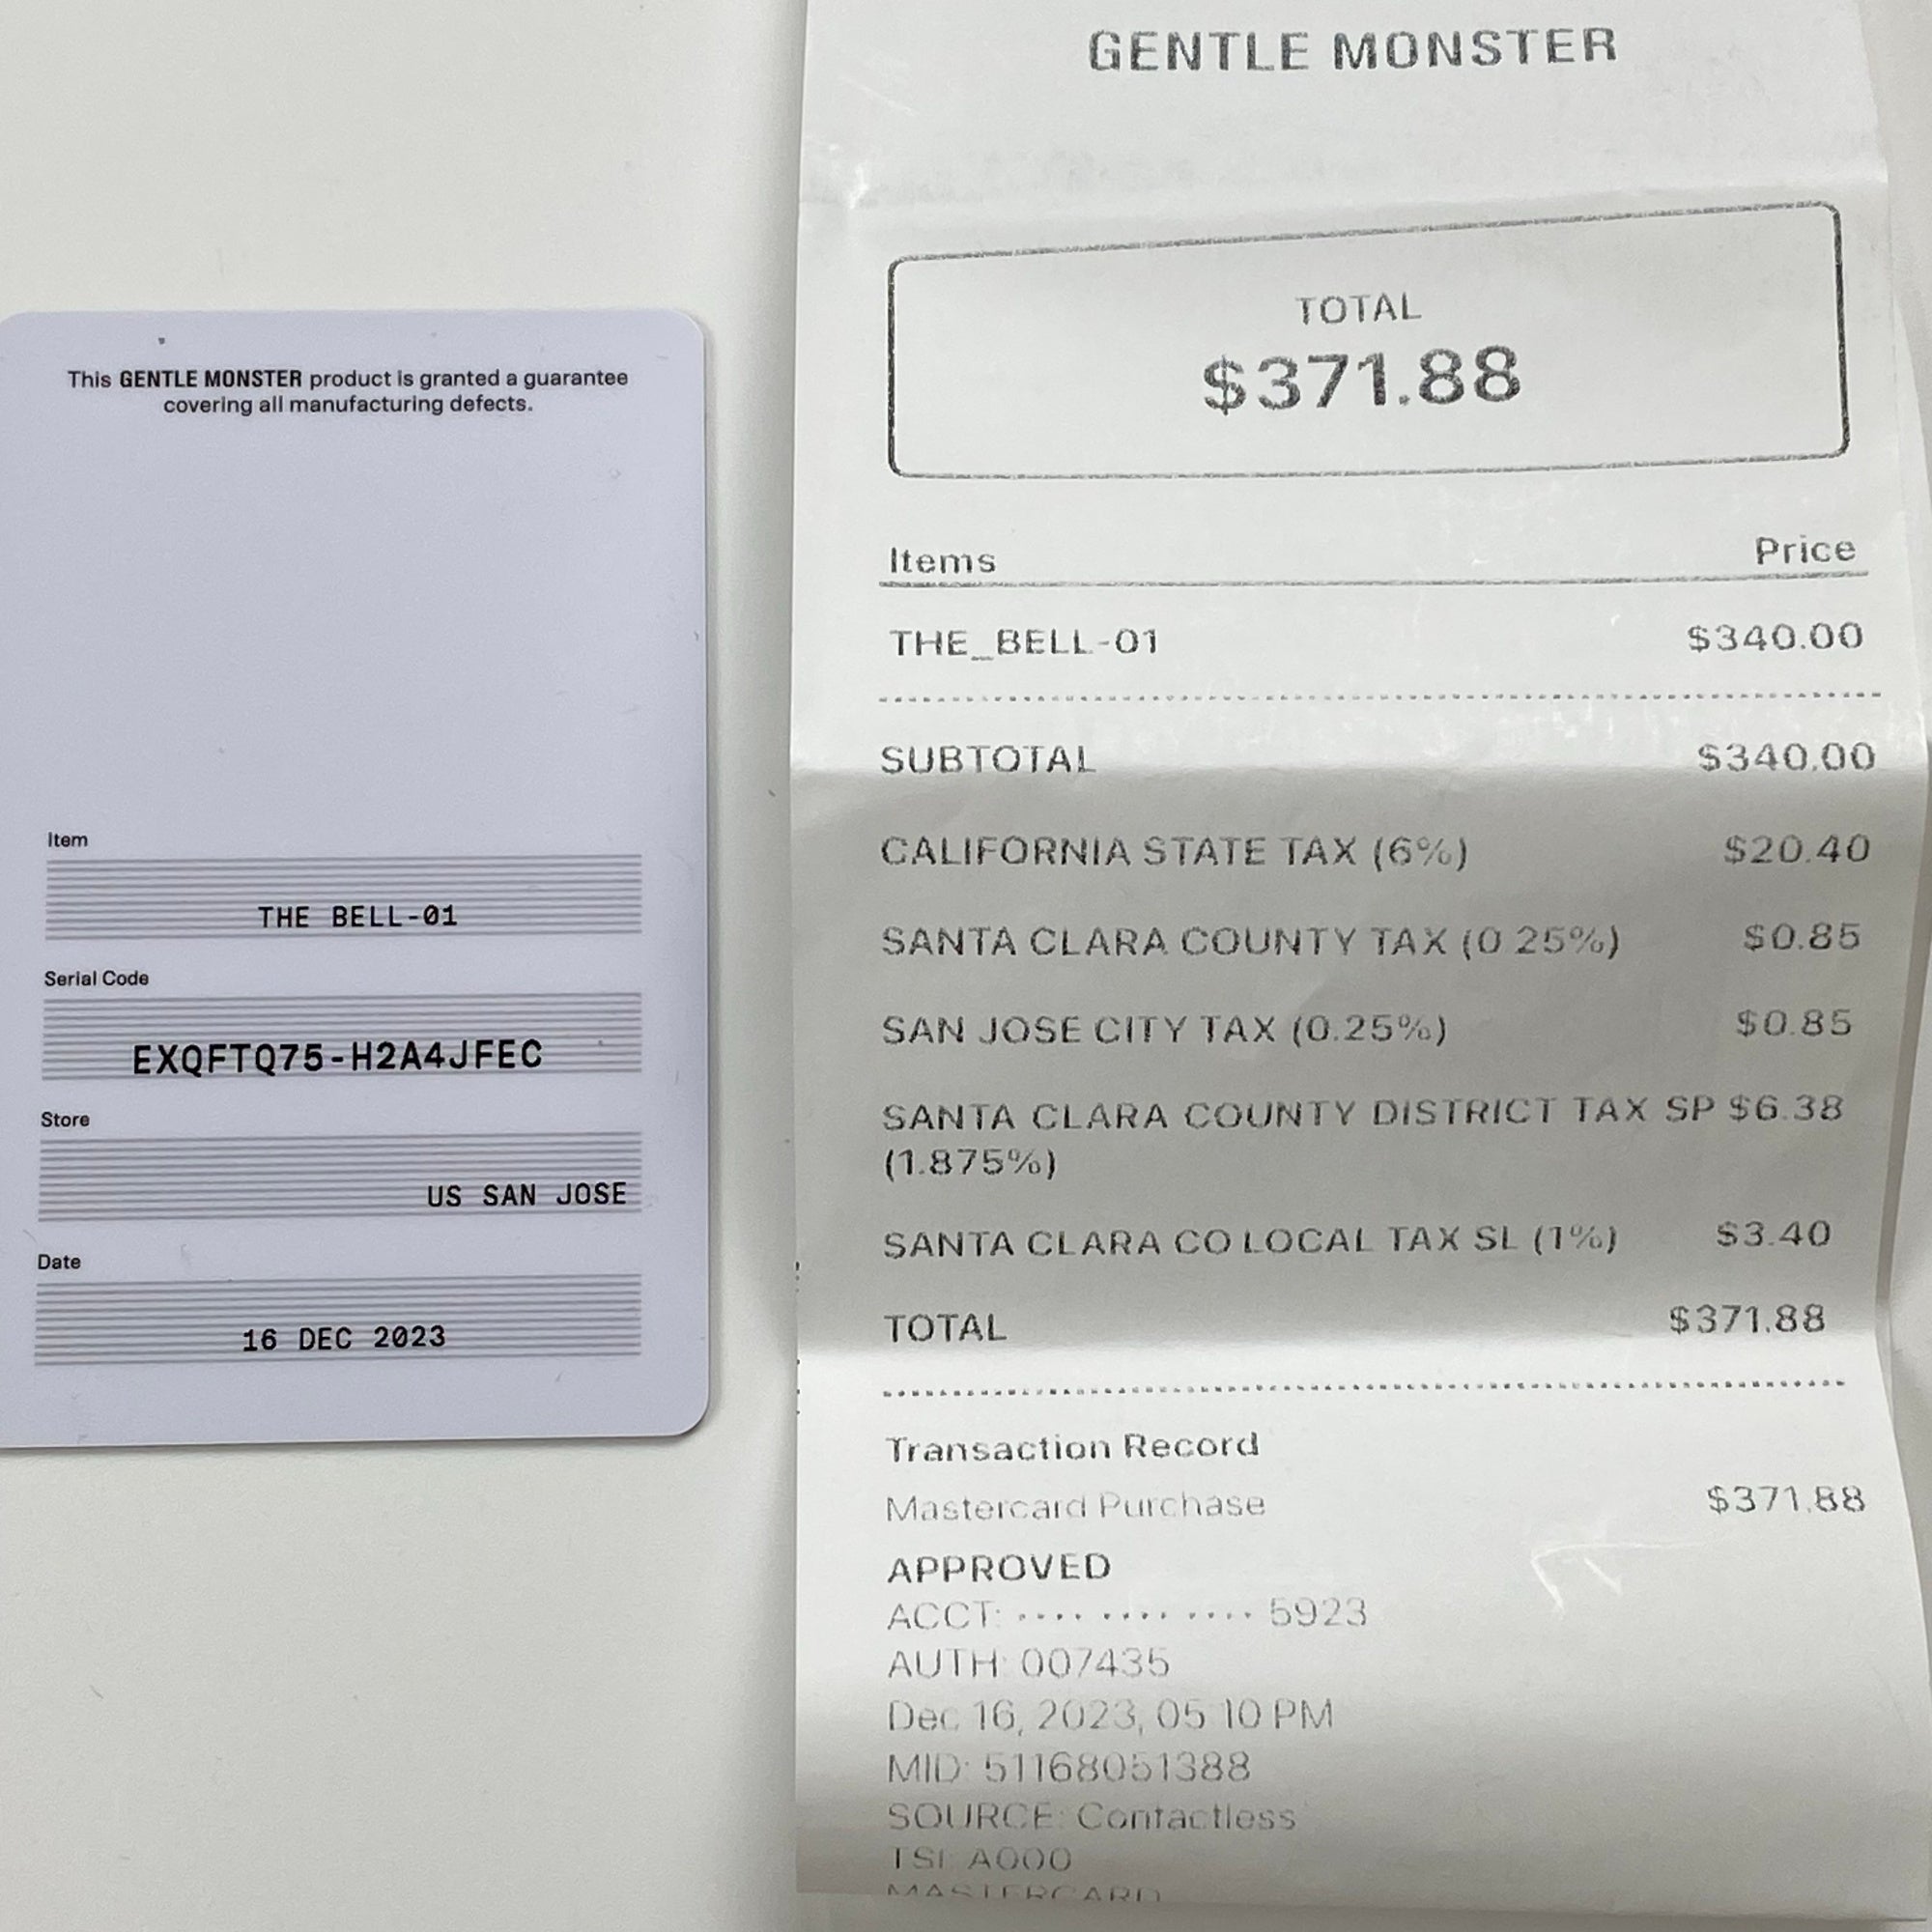 This GENTLE MONSTER product is granted a guarantee
covering all manufacturing defects.
Item
THE BELL-01
Serial Code
EXQFTQ75-H2A4JFEC
Store
US SAN JOSE
Date
16 DEC 2023
GENTLE MONSTER
TOTAL
$371.88
Items Price
THE_BELL-01 $340.00
SUBTOTAL $340.00
CALIFORNIA STATE TAX (6%) $20.40
SANTA CLARA COUNTY TAX (0 25%) $0.85
SAN JOSE CITY TAX (0.25%) $0.85
SANTA CLARA COUNTY DISTRICT TAX SP $6.38
(1.875%)
SANTA CLARA CO LOCAL TAX SL (1%) $3.40
TOTAL $371.88
Transaction Record
Mastercard Purchase $371.88
APPROVED
ACCT: ···· ···· ···· 5923
AUTH: 007435
Dec 16, 2023, 05 10 PM
MID: 51168051388
SOURCE: Contactless
TSI: A000
MASTERCARD